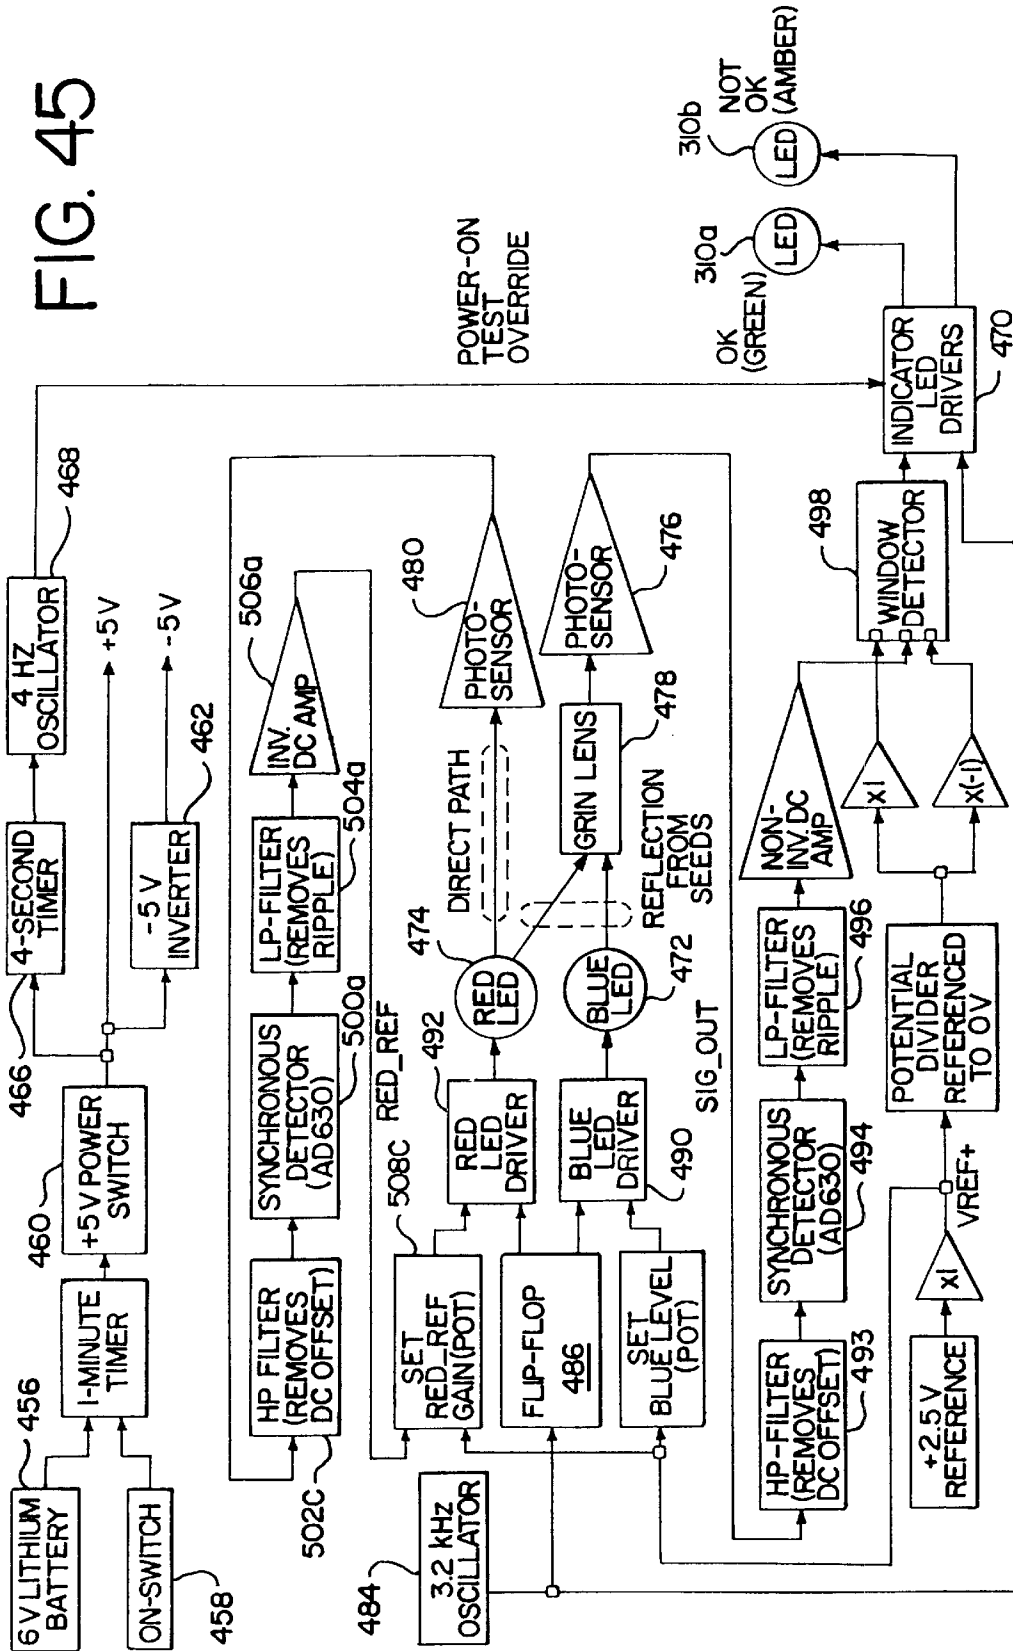 FIG. 45
6V LITHIUM
BATTERY
456
ON-SWITCH
458
1-MINUTE
TIMER
+5V POWER
SWITCH
460
466
4-SECOND
TIMER
4 HZ
OSCILLATOR
468
+5V
-5V
INVERTER
462
-5V
HP FILTER
(REMOVES
DC OFFSET)
502C
SYNCHRONOUS
DETECTOR
(AD630)
500a
LP-FILTER
(REMOVES
RIPPLE)
504a
INV.
DC AMP
506a
RED_REF
484
3.2 kHz
OSCILLATOR
SET
RED_REF
GAIN(POT)
508C
FLIP-FLOP
486
SET
BLUE LEVEL
(POT)
RED
LED
DRIVER
492
BLUE
LED
DRIVER
490
RED
LED
474
BLUE
LED
472
DIRECT PATH
REFLECTION
FROM
SEEDS
GRIN LENS
478
PHOTO-
SENSOR
480
PHOTO-
SENSOR
476
POWER-ON
TEST
OVERRIDE
SIG_OUT
HP-FILTER
(REMOVES
DC OFFSET)
493
SYNCHRONOUS
DETECTOR
(AD630)
494
LP-FILTER
(REMOVES
RIPPLE)
496
NON-
INV. DC
AMP
+2.5 V
REFERENCE
X1
VREF+
POTENTIAL
DIVIDER
REFERENCED
TO OV
X1
X(-1)
WINDOW
DETECTOR
498
INDICATOR
LED
DRIVERS
470
OK
(GREEN)
310a
LED
310b
LED
NOT
OK
(AMBER)